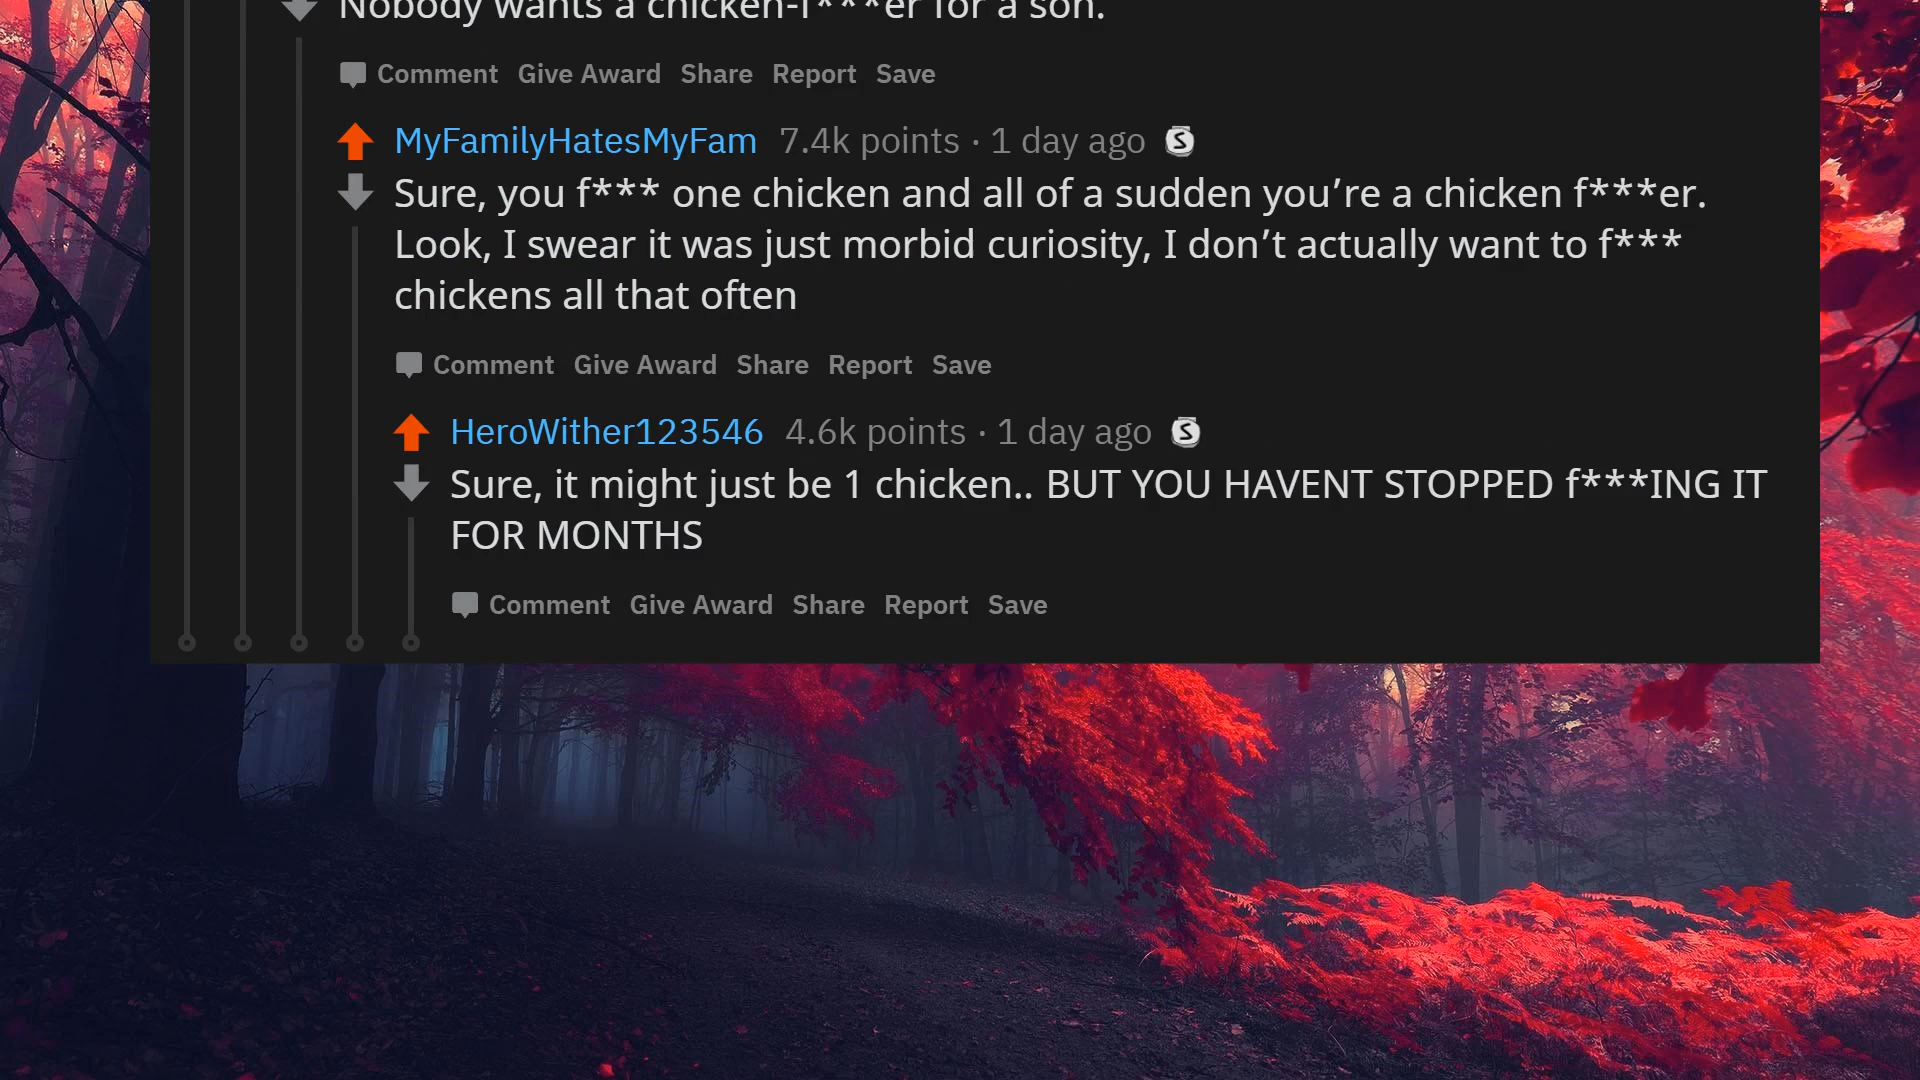 Nobody wants a chicken-f***er for a son.
Comment Give Award Share Report Save
MyFamilyHatesMyFam 7.4k points · 1 day ago S
Sure, you f*** one chicken and all of a sudden you’re a chicken f***er.
Look, I swear it was just morbid curiosity, I don’t actually want to f***
chickens all that often
Comment Give Award Share Report Save
HeroWither123546 4.6k points · 1 day ago S
Sure, it might just be 1 chicken.. BUT YOU HAVENT STOPPED f***ING IT
FOR MONTHS
Comment Give Award Share Report Save